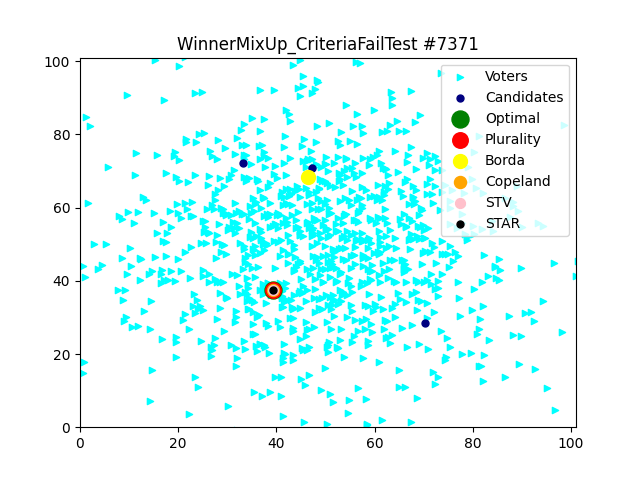 WinnerMixUp_CriteriaFailTest #7371
100
80
60
40
20
0
0
20
40
60
80
100
Voters
Candidates
Optimal
Plurality
Borda
Copeland
STV
STAR